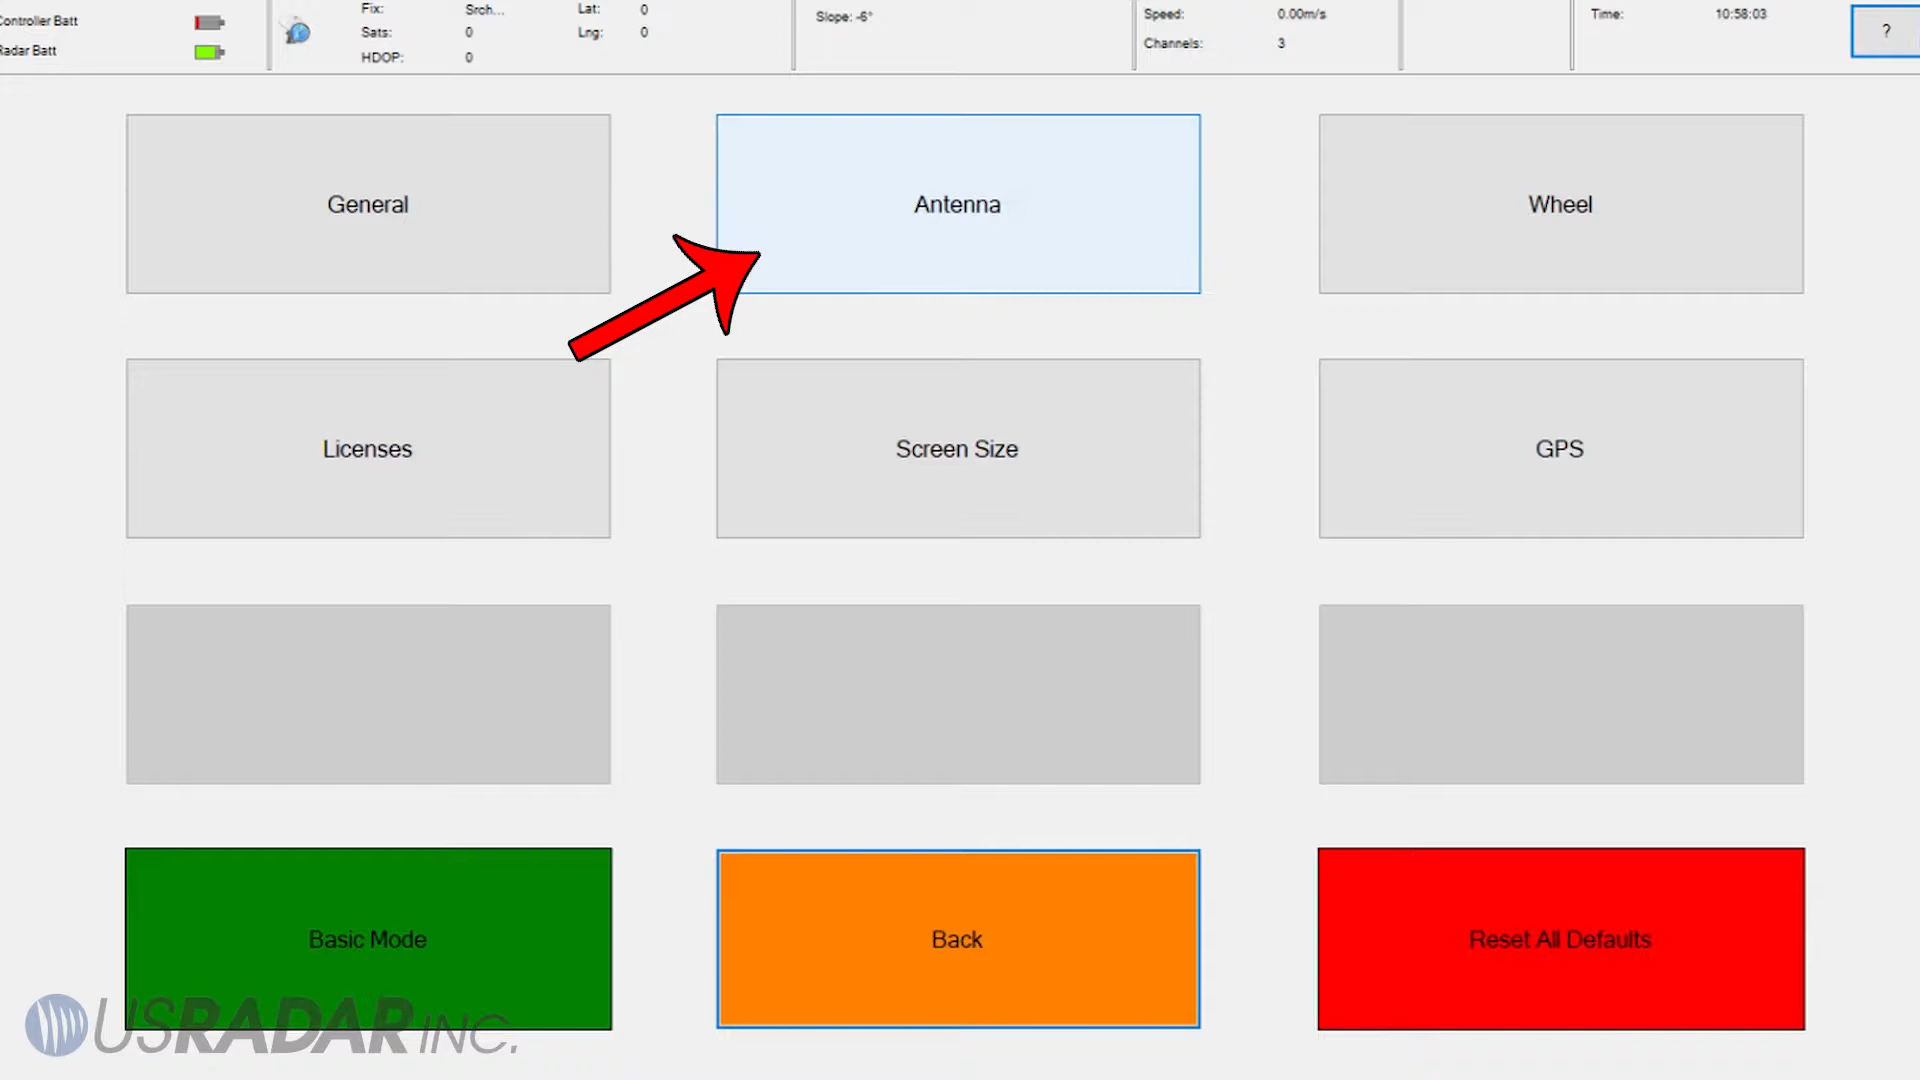 Controller Batt
Radar Batt
Fix: Srch... Lat: 0
Sats: 0 Lng: 0
HDOP: 0
Slope: -6°
Speed: 0.00m/s
Channels: 3
Time: 10:58:03
?
General
Antenna
Wheel
Licenses
Screen Size
GPS
Basic Mode
Back
Reset All Defaults
USRADAR INC.